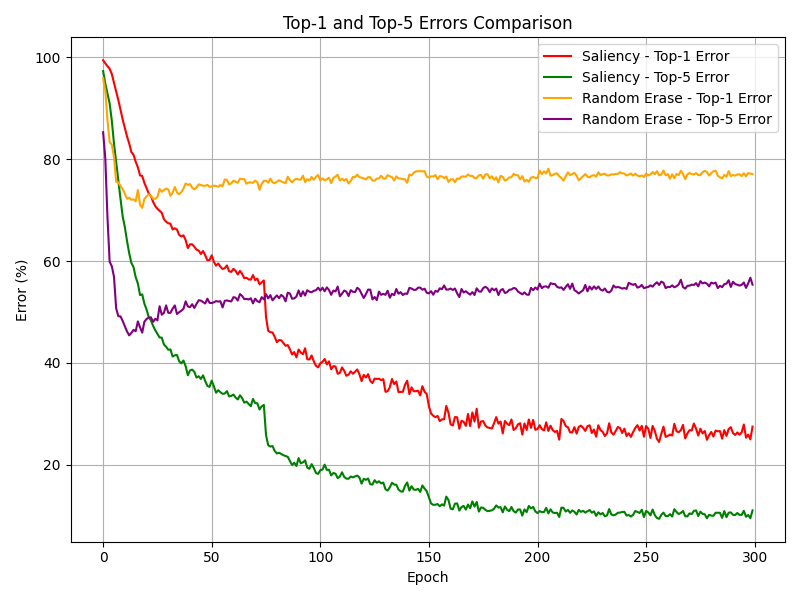 Top-1 and Top-5 Errors Comparison
Saliency - Top-1 Error
Saliency - Top-5 Error
Random Erase - Top-1 Error
Random Erase - Top-5 Error
Error (%)
100
80
60
40
20
0 50 100 150 200 250 300
Epoch